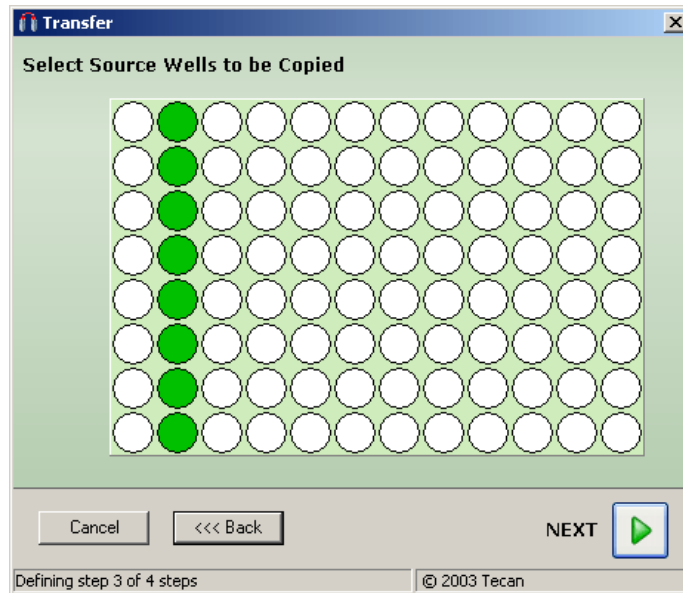 Transfer
Select Source Wells to be Copied
Cancel
<<< Back
NEXT
Defining step 3 of 4 steps
© 2003 Tecan